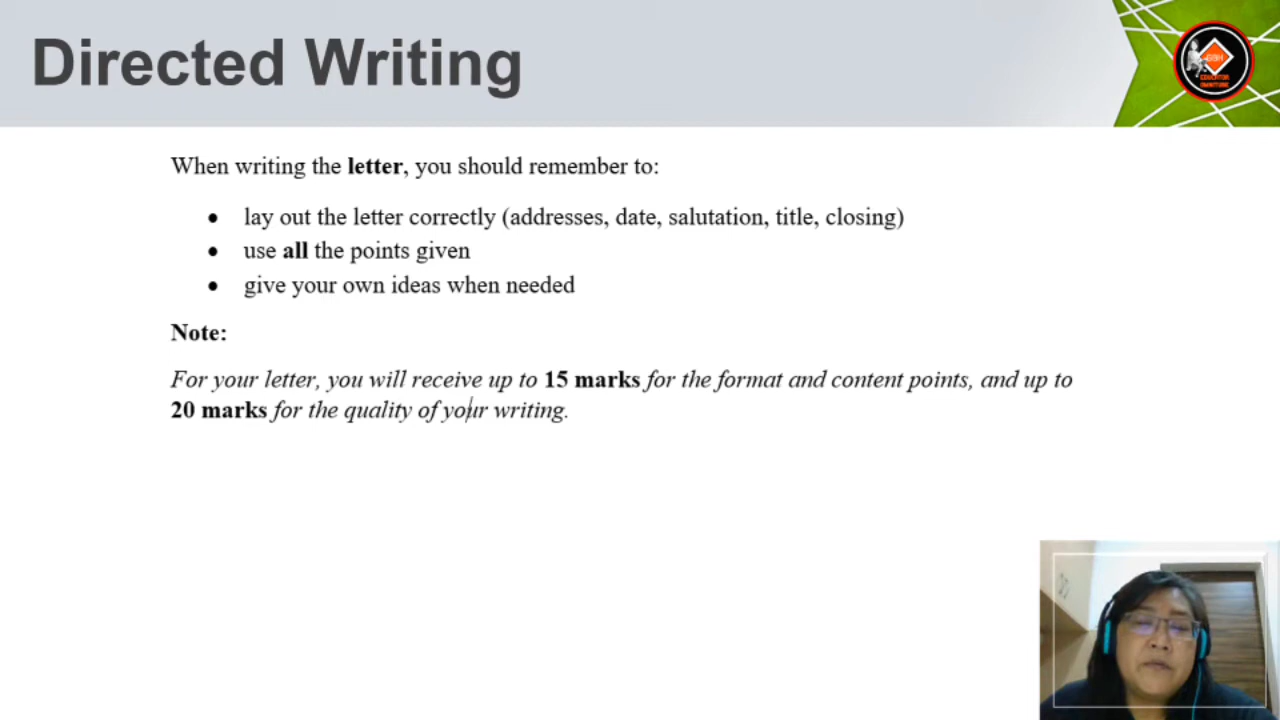 Directed Writing
When writing the letter, you should remember to:
• lay out the letter correctly (addresses, date, salutation, title, closing)
• use all the points given
• give your own ideas when needed
Note:
For your letter, you will receive up to 15 marks for the format and content points, and up to
20 marks for the quality of your writing.